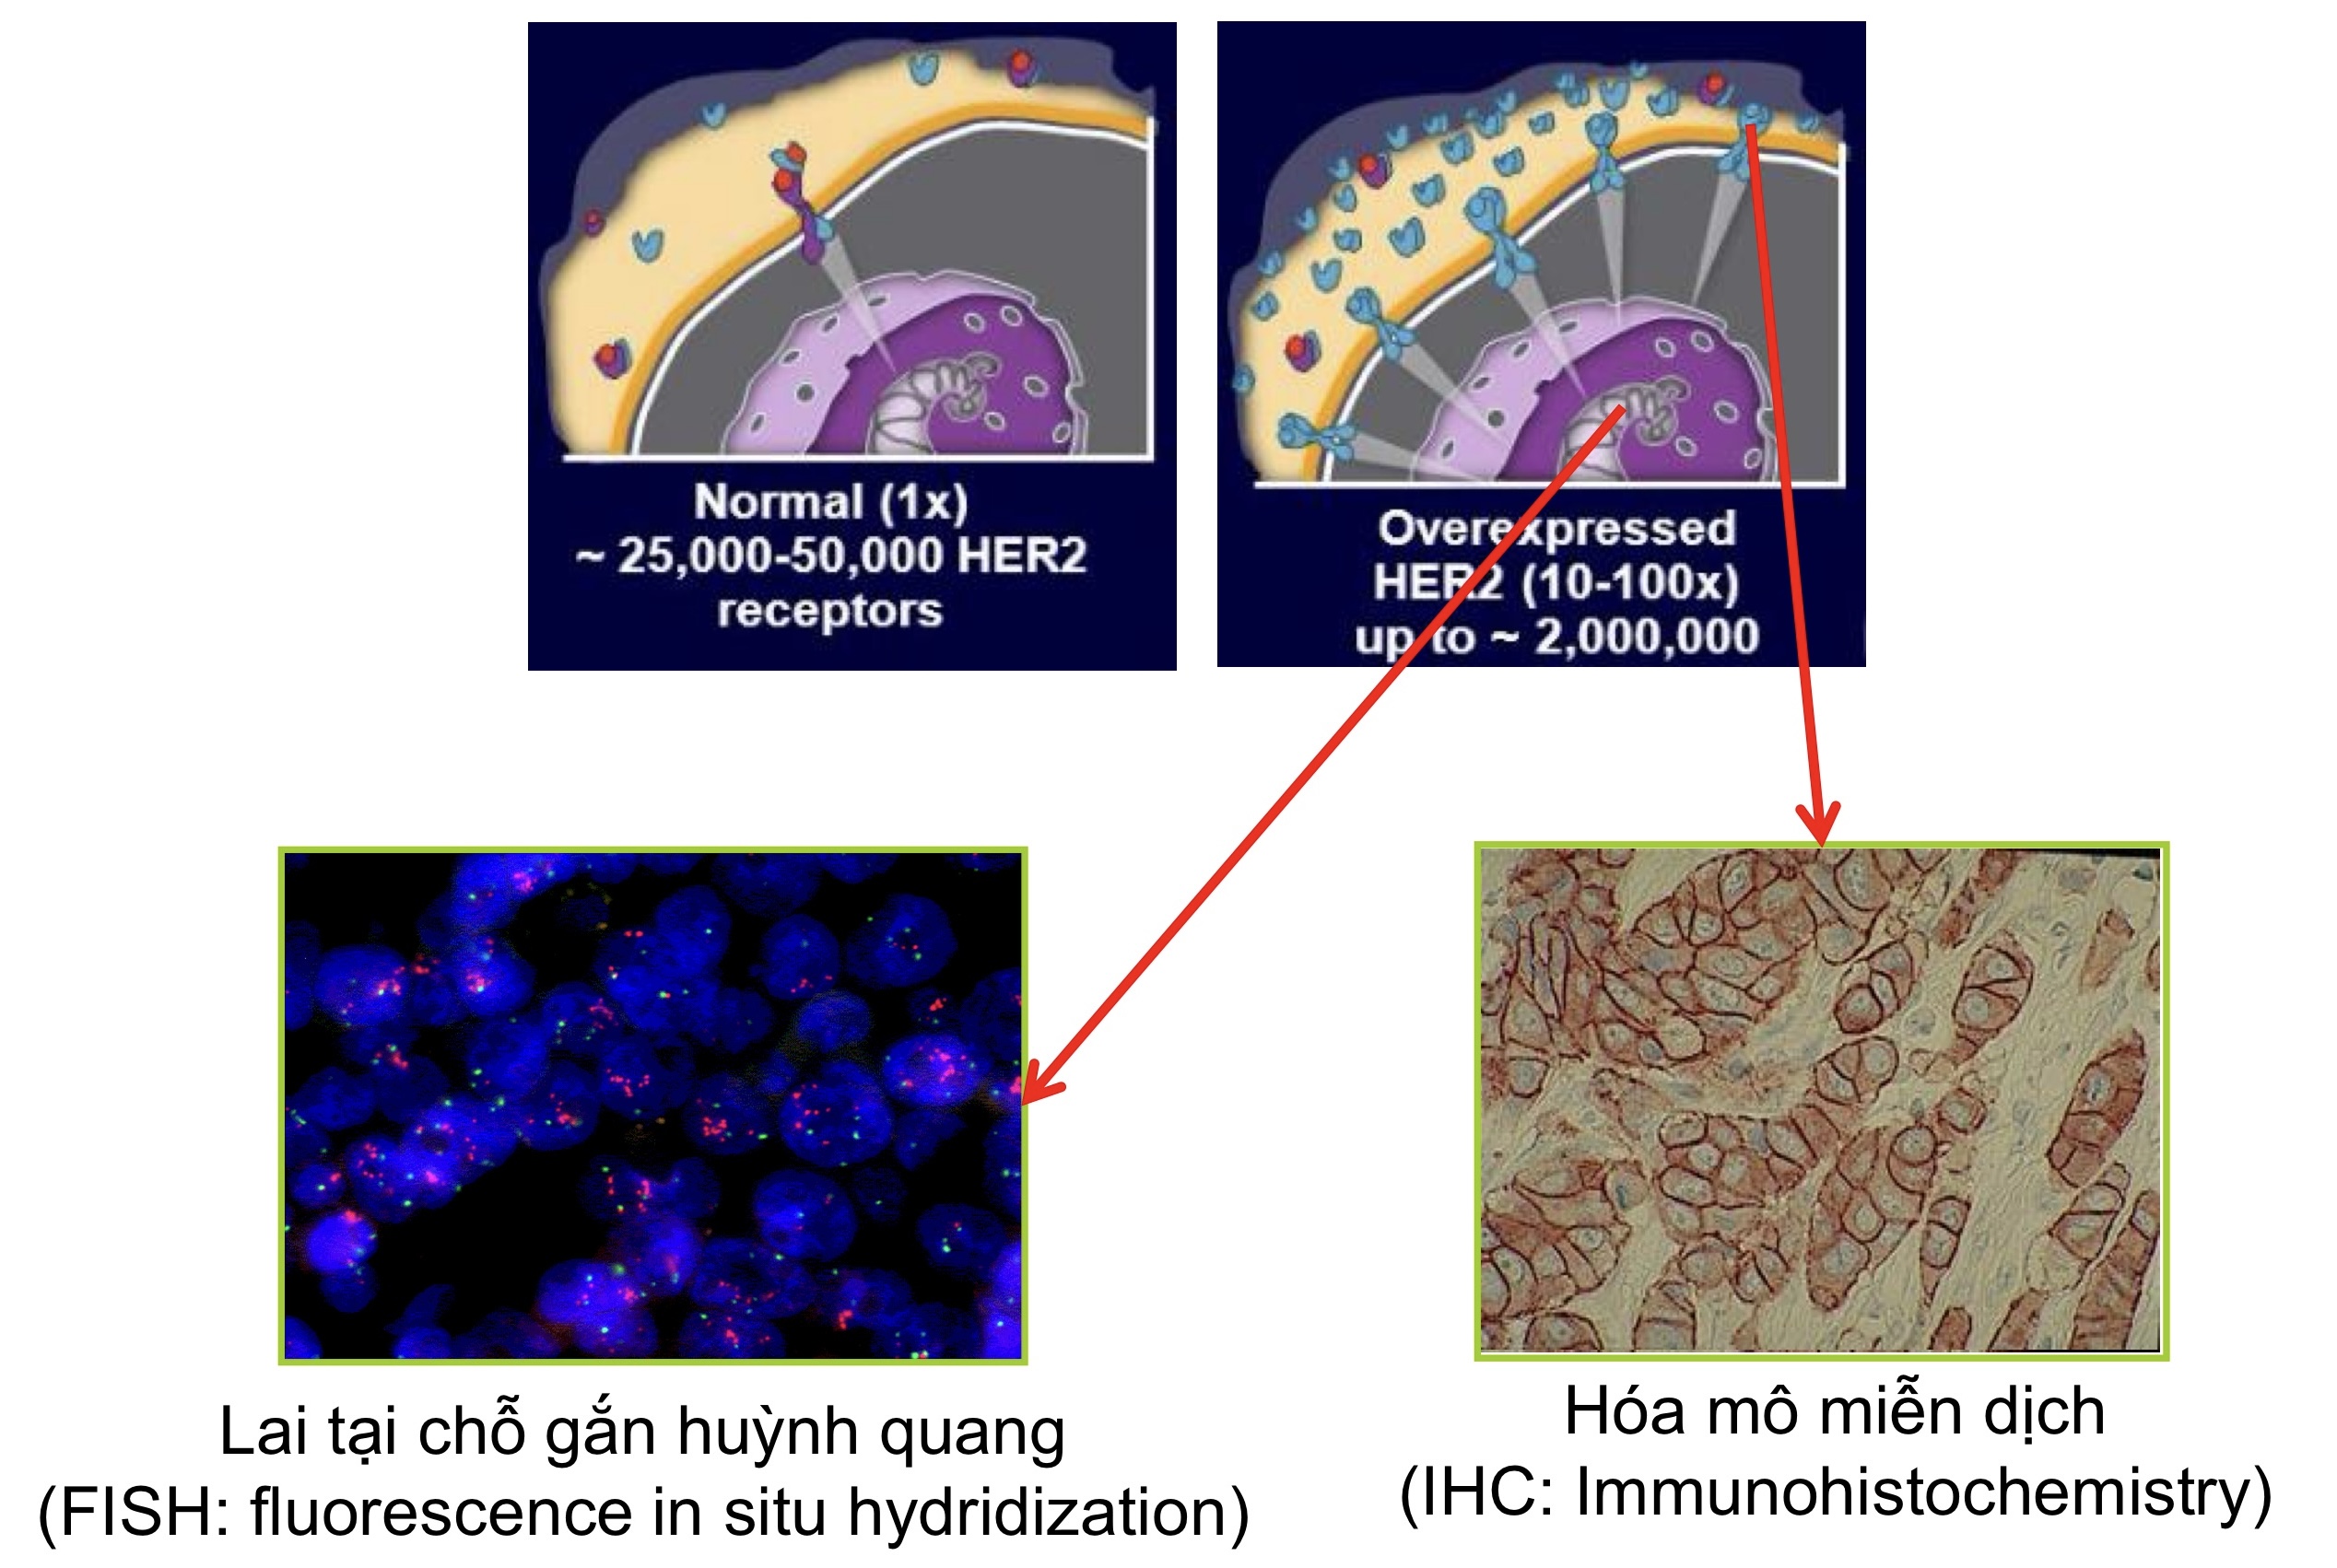 Normal (1x)
~ 25,000-50,000 HER2
receptors
Overexpressed
HER2 (10-100x)
up to ~ 2,000,000
Lai tại chỗ gắn huỳnh quang
(FISH: fluorescence in situ hydridization)
Hóa mô miễn dịch
(IHC: Immunohistochemistry)